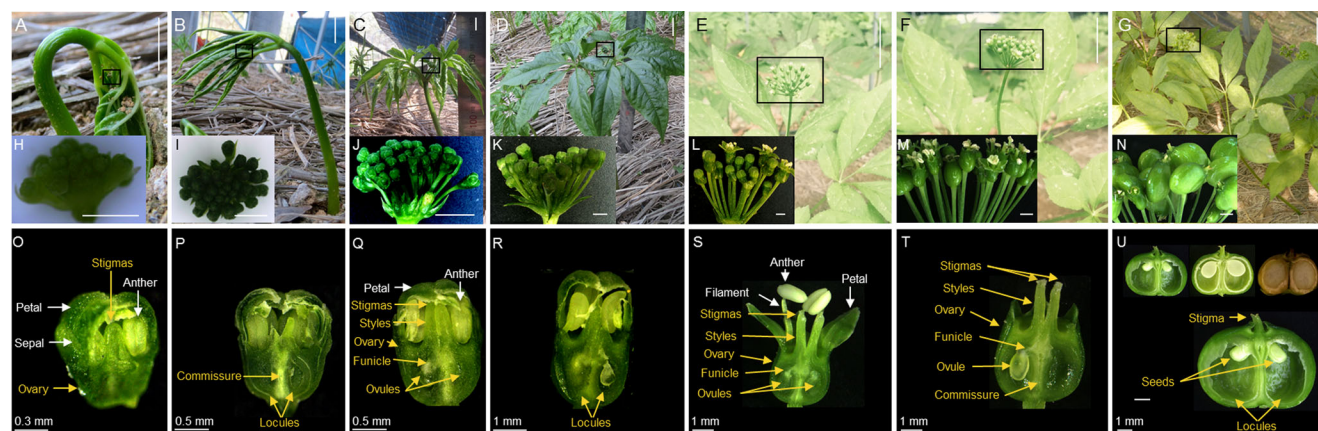 A
B
C
D
E
F
G
H
I
J
K
L
M
N
O
Stigmas
Anther
Petal
Sepal
Ovary
0.3 mm
P
Commissure
Locules
0.5 mm
Q
Anther
Petal
Stigmas
Styles
Ovary
Funicle
Ovules
0.5 mm
R
Locules
1 mm
S
Anther
Petal
Filament
Stigmas
Styles
Ovary
Funicle
Ovules
1 mm
T
Stigmas
Styles
Ovary
Funicle
Ovule
Commissure
1 mm
U
Stigma
Seeds
Locules
1 mm